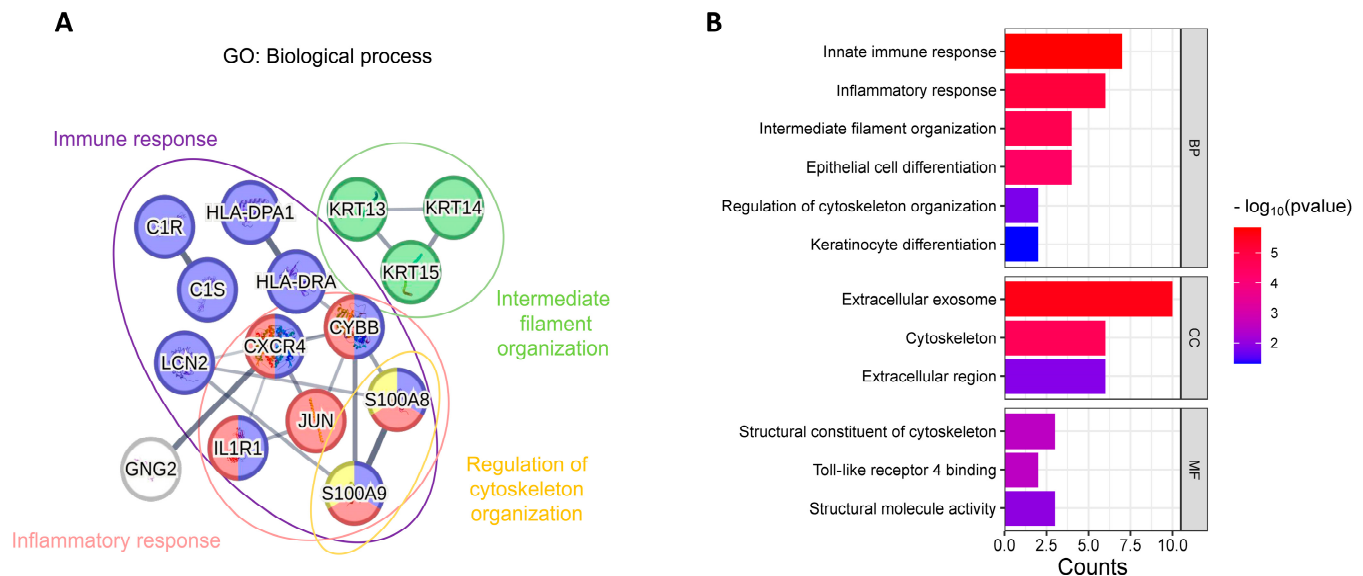 A
GO: Biological process
Immune response
C1R
HLA-DPA1
KRT13
KRT14
KRT15
C1S
HLA-DRA
Intermediate
filament
organization
CYBB
CXCR4
LCN2
S100A8
JUN
IL1R1
GNG2
S100A9
Regulation of
cytoskeleton
organization
Inflammatory response
B
Innate immune response
Inflammatory response
Intermediate filament organization
Epithelial cell differentiation
Regulation of cytoskeleton organization
Keratinocyte differentiation
BP
Extracellular exosome
Cytoskeleton
Extracellular region
CC
Structural constituent of cytoskeleton
Toll-like receptor 4 binding
Structural molecule activity
MF
0.0 2.5 5.0 7.5 10.0
Counts
- log₁₀(pvalue)
5
4
3
2